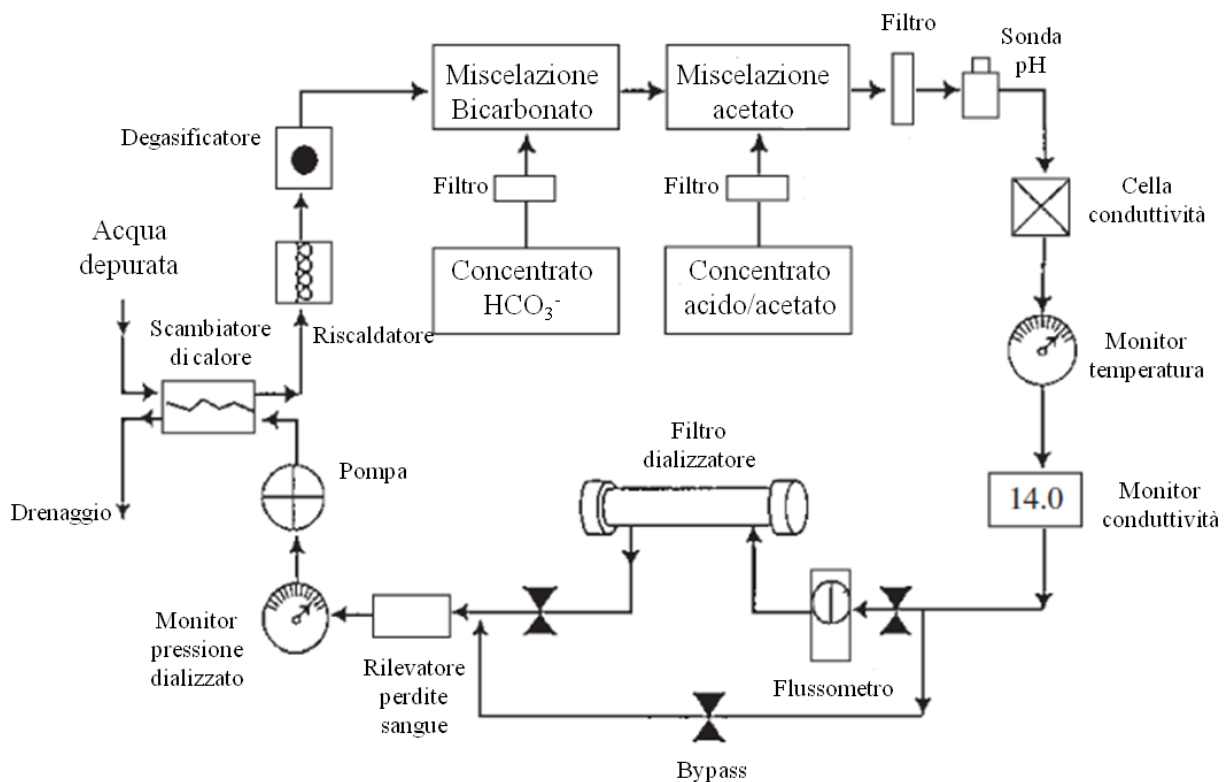 Filtro
Sonda
pH
Miscelazione
Bicarbonato
Miscelazione
acetato
Degasificatore
Filtro
Filtro
Cella
conduttività
Acqua
depurata
Concentrato
HCO₃⁻
Concentrato
acido/acetato
Scambiatore
di calore
Riscaldatore
Monitor
temperatura
Filtro
dializzatore
Pompa
14.0
Monitor
conduttività
Drenaggio
Monitor
pressione
dializzato
Rilevatore
perdite
sangue
Flussometro
Bypass